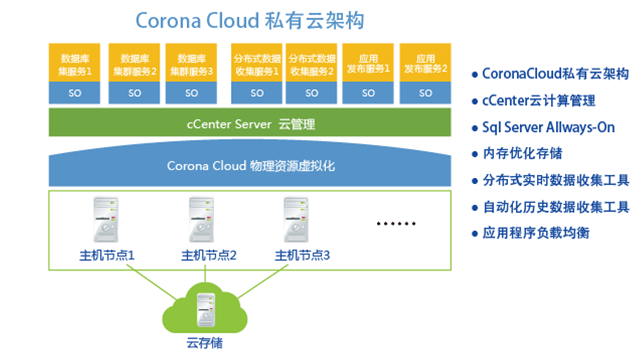 Corona Cloud 私有云架构
数据库
集群服务1
数据库
集群服务2
数据库
集群服务3
分布式数据
收集服务1
分布式数据
收集服务2
应用
发布服务1
应用
发布服务2
SO
SO
SO
SO
SO
SO
SO
cCenter Server 云管理
Corona Cloud 物理资源虚拟化
主机节点1
主机节点2
主机节点3
······
云存储
● CoronaCloud私有云架构
● cCenter云计算管理
● Sql Server Allways-On
● 内存优化存储
● 分布式实时数据收集工具
● 自动化历史数据收集工具
● 应用程序负载均衡